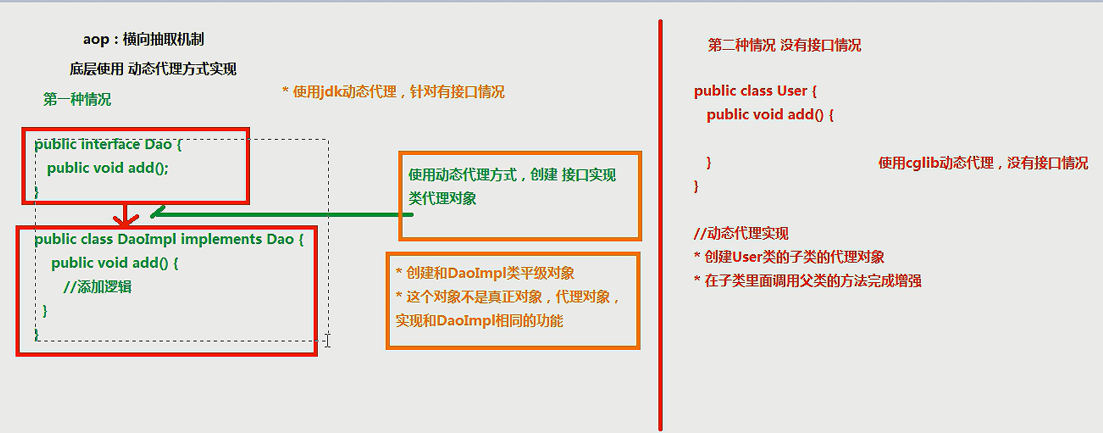 aop：横向抽取机制
底层使用 动态代理方式实现
第一种情况
* 使用jdk动态代理，针对有接口情况
public interface Dao {
public void add();
}
public class DaoImpl implements Dao {
public void add() {
//添加逻辑
}
}
使用动态代理方式，创建 接口实现
类代理对象
* 创建和DaoImpl类平级对象
* 这个对象不是真正对象，代理对象，
实现和DaoImpl相同的功能
第二种情况 没有接口情况
public class User {
public void add() {
}
}
使用cglib动态代理，没有接口情况
//动态代理实现
* 创建User类的子类的代理对象
* 在子类里面调用父类的方法完成增强